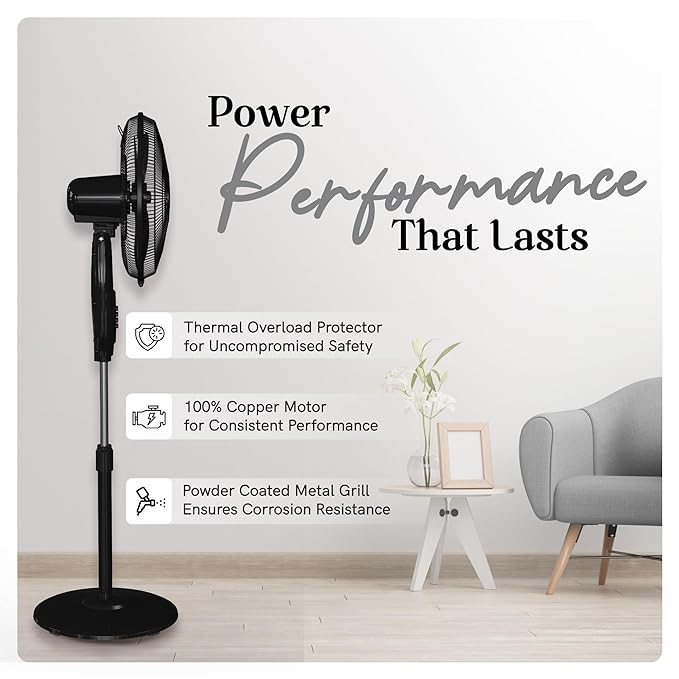 Power
Performance
That Lasts
Thermal Overload Protector
for Uncompromised Safety
100% Copper Motor
for Consistent Performance
Powder Coated Metal Grill
Ensures Corrosion Resistance